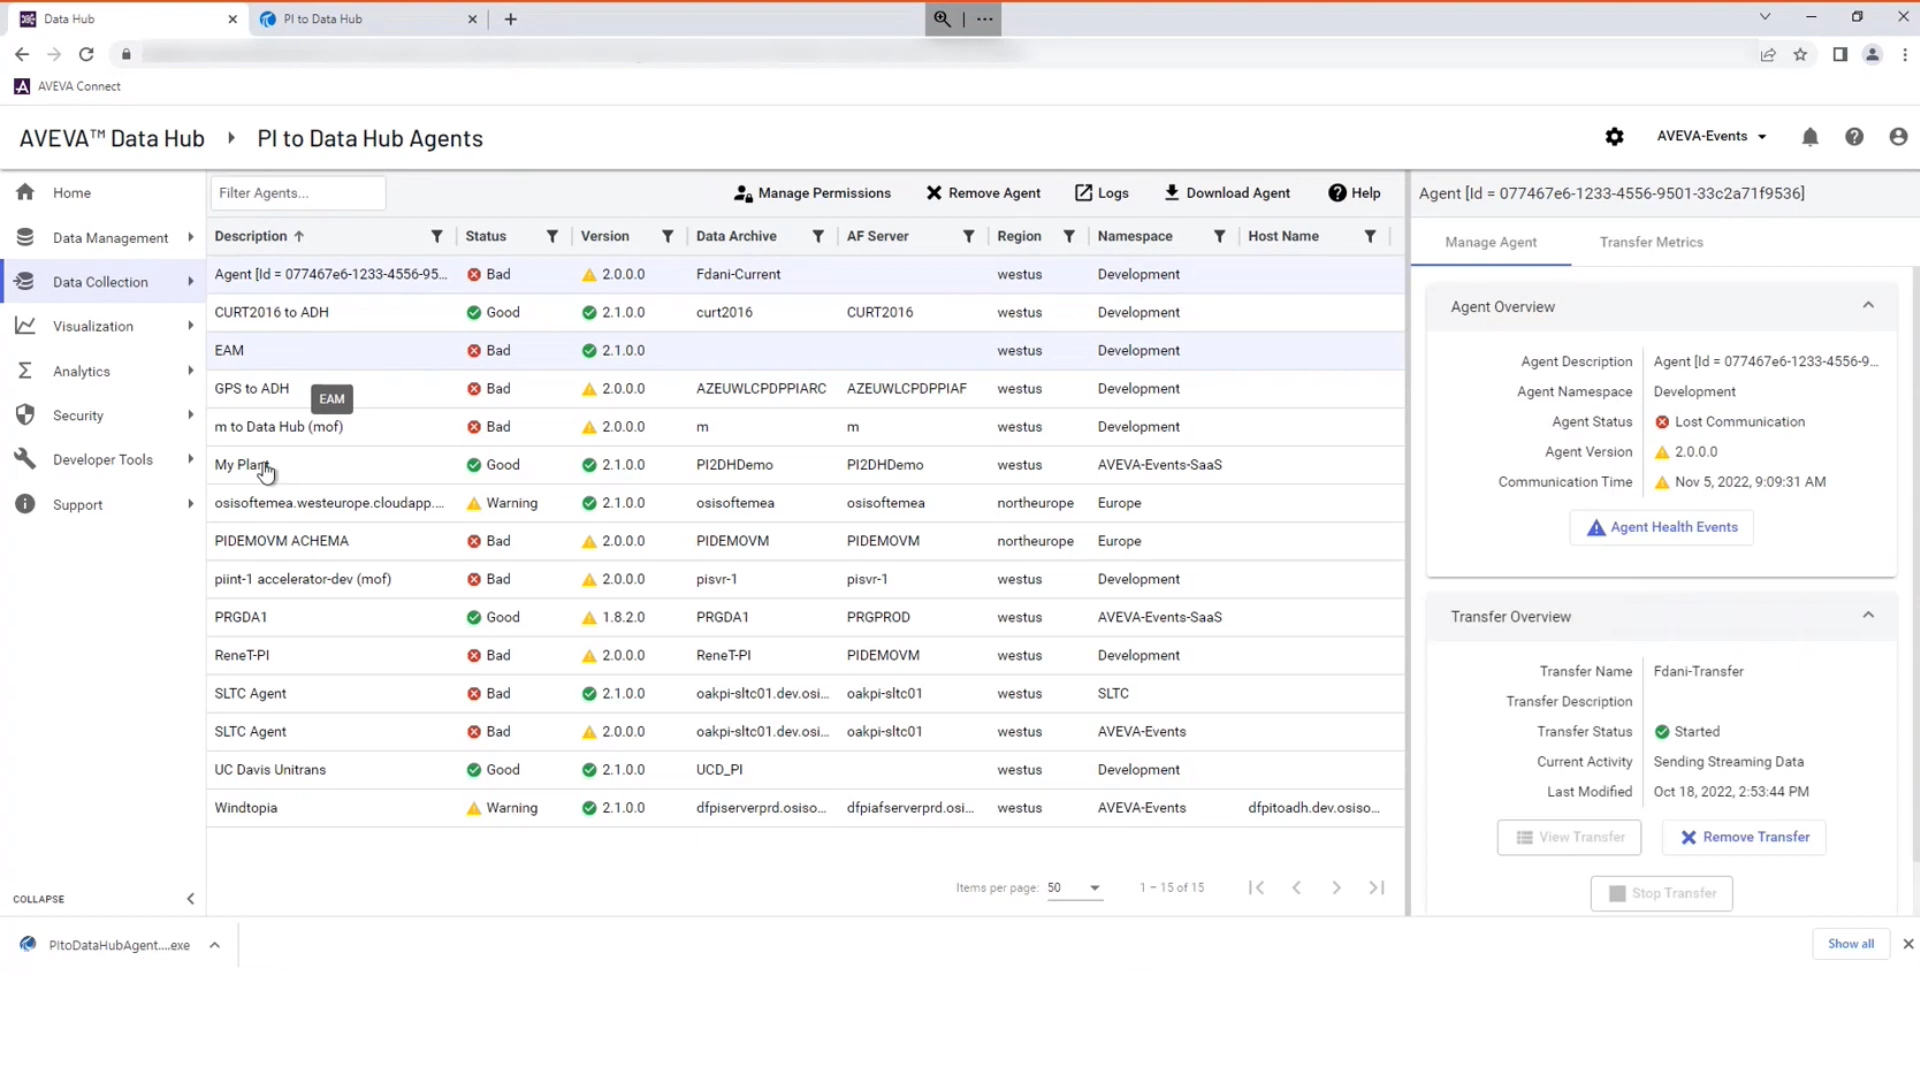 Data Hub
PI to Data Hub
AVEVA Connect
AVEVA™ Data Hub PI to Data Hub Agents
AVEVA-Events
Home
Data Management
Data Collection
Visualization
Analytics
Security
Developer Tools
Support
COLLAPSE
Filter Agents...
Manage Permissions Remove Agent Logs Download Agent Help
Description Status Version Data Archive AF Server Region Namespace Host Name
Agent [Id = 077467e6-1233-4556-95... Bad 2.0.0.0 Fdani-Current westus Development
CURT2016 to ADH Good 2.1.0.0 curt2016 CURT2016 westus Development
EAM Bad 2.1.0.0 westus Development
GPS to ADH Bad 2.0.0.0 AZEUWLCPDPPIARC AZEUWLCPDPPIAF westus Development
EAM
m to Data Hub (mof) Bad 2.0.0.0 m m westus Development
My Plant Good 2.1.0.0 PI2DHDemo PI2DHDemo westus AVEVA-Events-SaaS
osisoftemea.westeurope.cloudapp.... Warning 2.1.0.0 osisoftemea osisoftemea northeurope Europe
PIDEMOVM ACHEMA Bad 2.0.0.0 PIDEMOVM PIDEMOVM northeurope Europe
piint-1 accelerator-dev (mof) Bad 2.0.0.0 pisvr-1 pisvr-1 westus Development
PRGDA1 Good 1.8.2.0 PRGDA1 PRGPROD westus AVEVA-Events-SaaS
ReneT-PI Bad 2.0.0.0 ReneT-PI PIDEMOVM westus Development
SLTC Agent Bad 2.1.0.0 oakpi-sltc01.dev.osi... oakpi-sltc01 westus SLTC
SLTC Agent Bad 2.0.0.0 oakpi-sltc01.dev.osi... oakpi-sltc01 westus AVEVA-Events
UC Davis Unitrans Good 2.1.0.0 UCD_PI westus Development
Windtopia Warning 2.1.0.0 dfpiserverprd.osiso... dfpiafserverprd.osi... westus AVEVA-Events dfpitoadh.dev.osiso...
Items per page: 50 1 – 15 of 15
Agent [Id = 077467e6-1233-4556-9501-33c2a71f9536]
Manage Agent Transfer Metrics
Agent Overview
Agent Description Agent [Id = 077467e6-1233-4556-9...
Agent Namespace Development
Agent Status Lost Communication
Agent Version 2.0.0.0
Communication Time Nov 5, 2022, 9:09:31 AM
Agent Health Events
Transfer Overview
Transfer Name Fdani-Transfer
Transfer Description
Transfer Status Started
Current Activity Sending Streaming Data
Last Modified Oct 18, 2022, 2:53:44 PM
View Transfer Remove Transfer
Stop Transfer
PItoDataHubAgent....exe
Show all